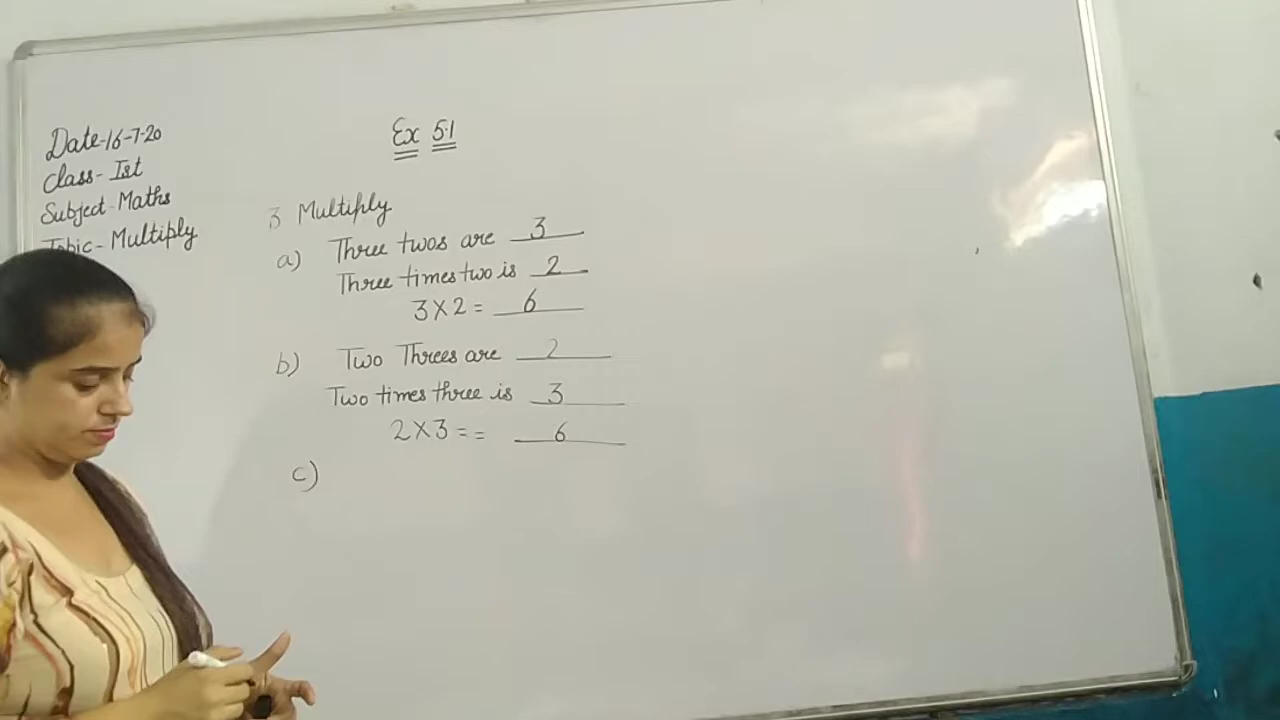 Date-16-7-20
Class- Ist
Subject-Maths
Topic- Multiply
Ex 5.1
3 Multiply
a) Three twos are 3
Three times two is 2
3×2= 6
b) Two Threes are 2
Two times three is 3
2×3== 6
c)